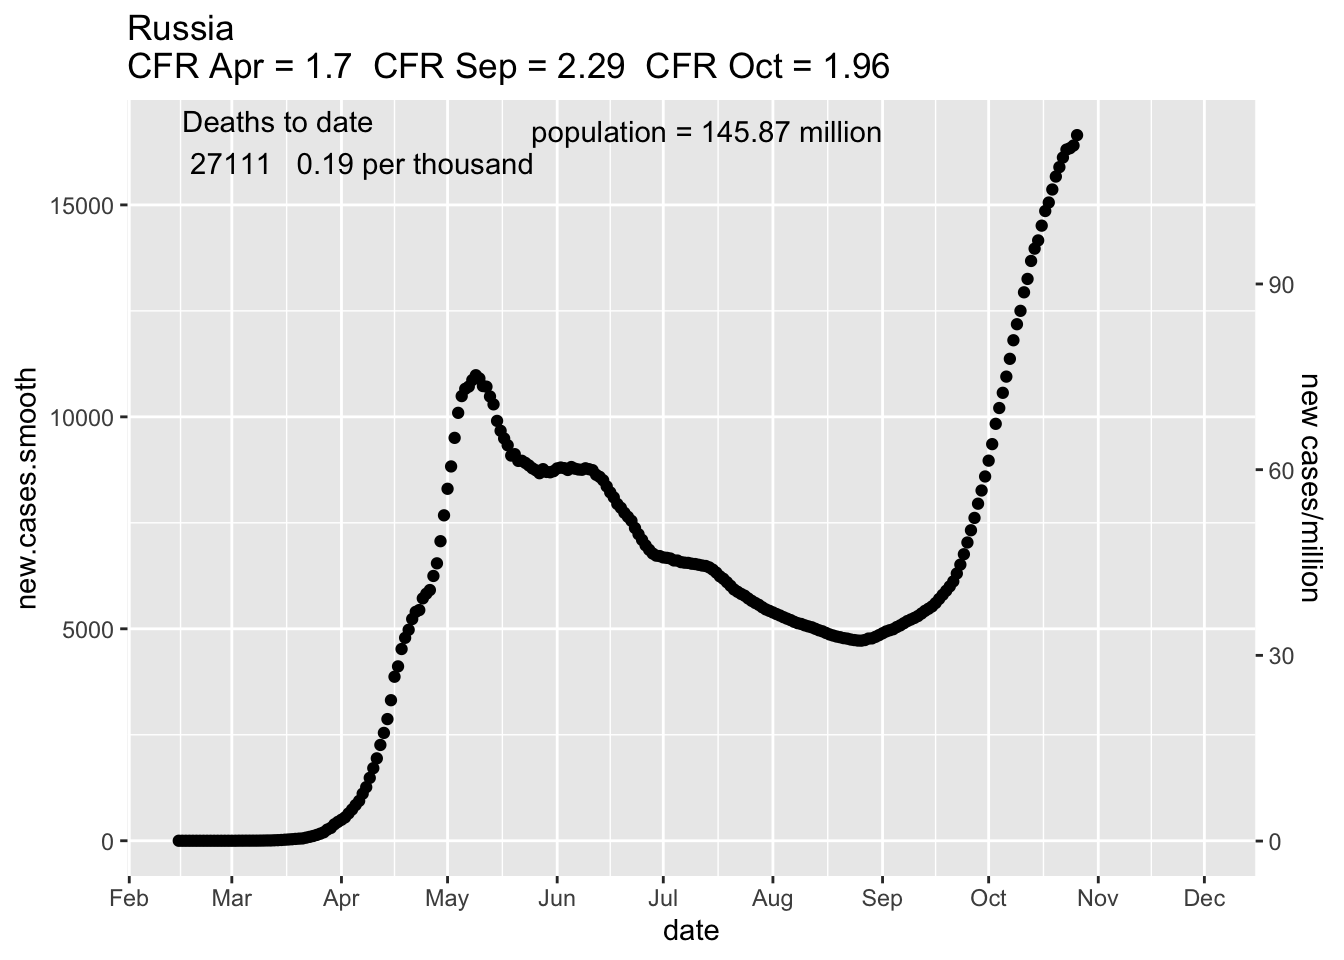 Russia
CFR Apr = 1.7  CFR Sep = 2.29  CFR Oct = 1.96
Deaths to date
27111   0.19 per thousand
population = 145.87 million
new.cases.smooth
15000
10000
5000
0
90
60
30
0
new cases/million
Feb Mar Apr May Jun Jul Aug Sep Oct Nov Dec
date